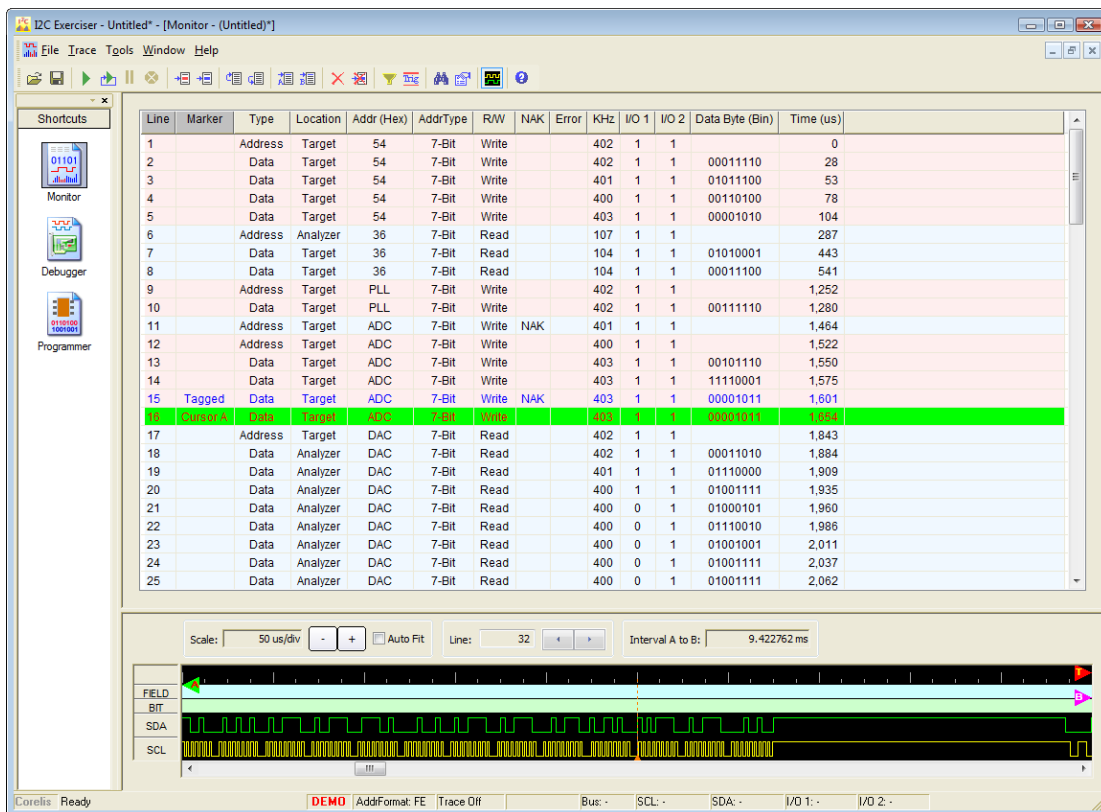 I2C Exerciser - Untitled* - [Monitor - (Untitled)*]
File Trace Tools Window Help
Shortcuts
Monitor
Debugger
Programmer
Line Marker Type Location Addr (Hex) AddrType R/W NAK Error KHz I/O 1 I/O 2 Data Byte (Bin) Time (us)
1 Address Target 54 7-Bit Write 402 1 1 0
2 Data Target 54 7-Bit Write 402 1 1 00011110 28
3 Data Target 54 7-Bit Write 401 1 1 01011100 53
4 Data Target 54 7-Bit Write 400 1 1 00110100 78
5 Data Target 54 7-Bit Write 403 1 1 00001010 104
6 Address Analyzer 36 7-Bit Read 107 1 1 287
7 Data Target 36 7-Bit Read 104 1 1 01010001 443
8 Data Target 36 7-Bit Read 104 1 1 00011100 541
9 Address Target PLL 7-Bit Write 402 1 1 1,252
10 Data Target PLL 7-Bit Write 402 1 1 00111110 1,280
11 Address Target ADC 7-Bit Write NAK 401 1 1 1,464
12 Address Target ADC 7-Bit Write 400 1 1 1,522
13 Data Target ADC 7-Bit Write 403 1 1 00101110 1,550
14 Data Target ADC 7-Bit Write 403 1 1 11110001 1,575
15 Tagged Data Target ADC 7-Bit Write NAK 403 1 1 00001011 1,601
16 Cursor A Data Target ADC 7-Bit Write 403 1 1 00001011 1,654
17 Address Target DAC 7-Bit Read 402 1 1 1,843
18 Data Analyzer DAC 7-Bit Read 402 1 1 00011010 1,884
19 Data Analyzer DAC 7-Bit Read 401 1 1 01110000 1,909
20 Data Analyzer DAC 7-Bit Read 400 1 1 01001111 1,935
21 Data Analyzer DAC 7-Bit Read 400 0 1 01000101 1,960
22 Data Analyzer DAC 7-Bit Read 400 0 1 01110010 1,986
23 Data Analyzer DAC 7-Bit Read 400 0 1 01001001 2,011
24 Data Analyzer DAC 7-Bit Read 400 0 1 01001111 2,037
25 Data Analyzer DAC 7-Bit Read 400 0 1 01001111 2,062
Scale: 50 us/div - + Auto Fit Line: 32 Interval A to B: 9.422762 ms
FIELD
BIT
SDA
SCL
Corelis Ready DEMO AddrFormat: FE Trace Off Bus: - SCL: - SDA: - I/O 1: - I/O 2: -